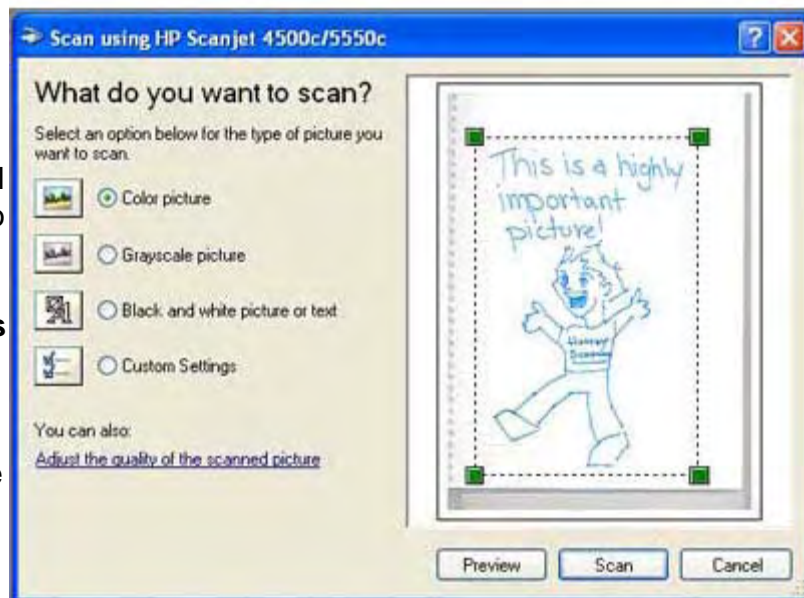 Scan using HP Scanjet 4500c/5550c
What do you want to scan?
Select an option below for the type of picture you
want to scan.
Color picture
Grayscale picture
Black and white picture or text
Custom Settings
You can also:
Adjust the quality of the scanned picture
This is a highly
important
picture!
Preview
Scan
Cancel